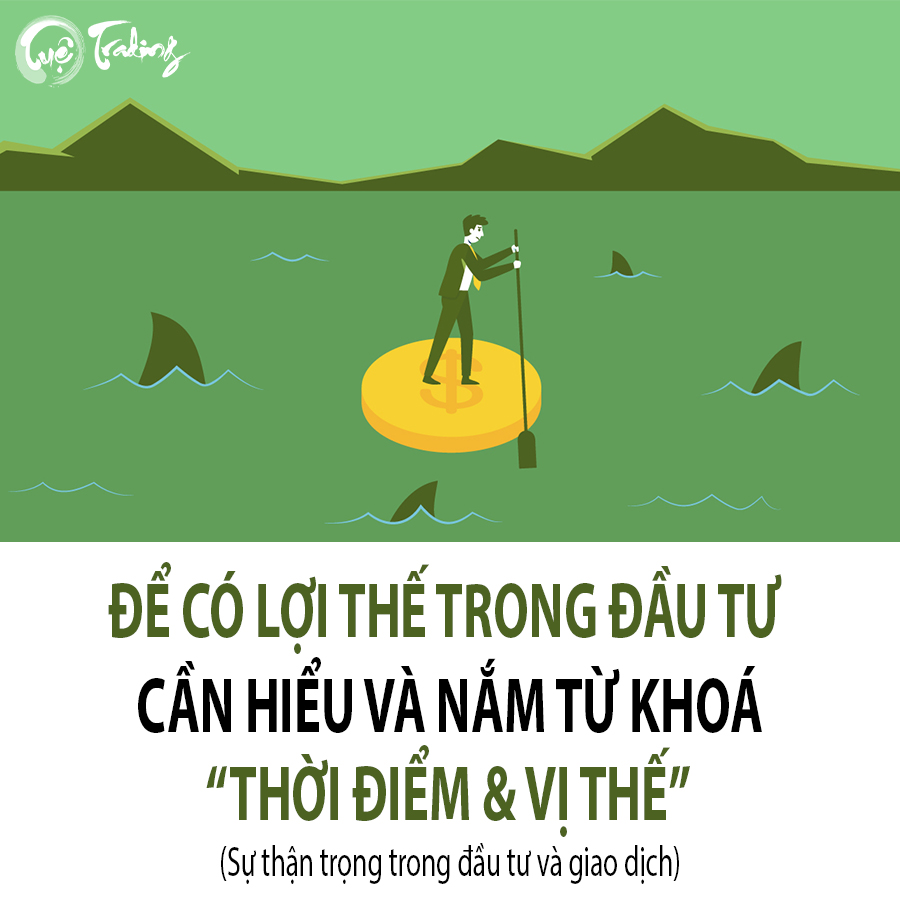 Tuệ Trading
ĐỂ CÓ LỢI THẾ TRONG ĐẦU TƯ
CẦN HIỂU VÀ NẮM TỪ KHOÁ
“THỜI ĐIỂM & VỊ THẾ”
(Sự thận trọng trong đầu tư và giao dịch)
$